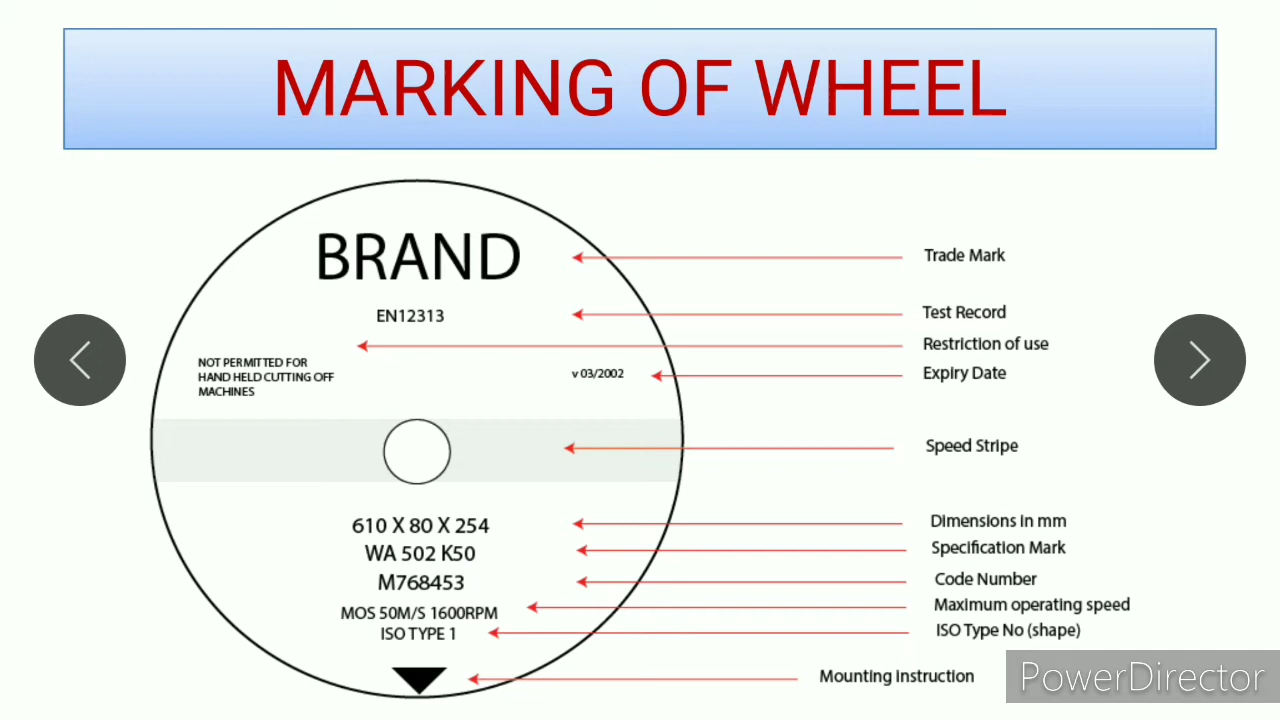 MARKING OF WHEEL
BRAND
Trade Mark
EN12313
Test Record
Restriction of use
NOT PERMITTED FOR
HAND HELD CUTTING OFF
MACHINES
v 03/2002
Expiry Date
Speed Stripe
610 X 80 X 254
Dimensions in mm
WA 502 K50
Specification Mark
M768453
Code Number
MOS 50M/S 1600RPM
Maximum operating speed
ISO TYPE 1
ISO Type No (shape)
Mounting Instruction
PowerDirector